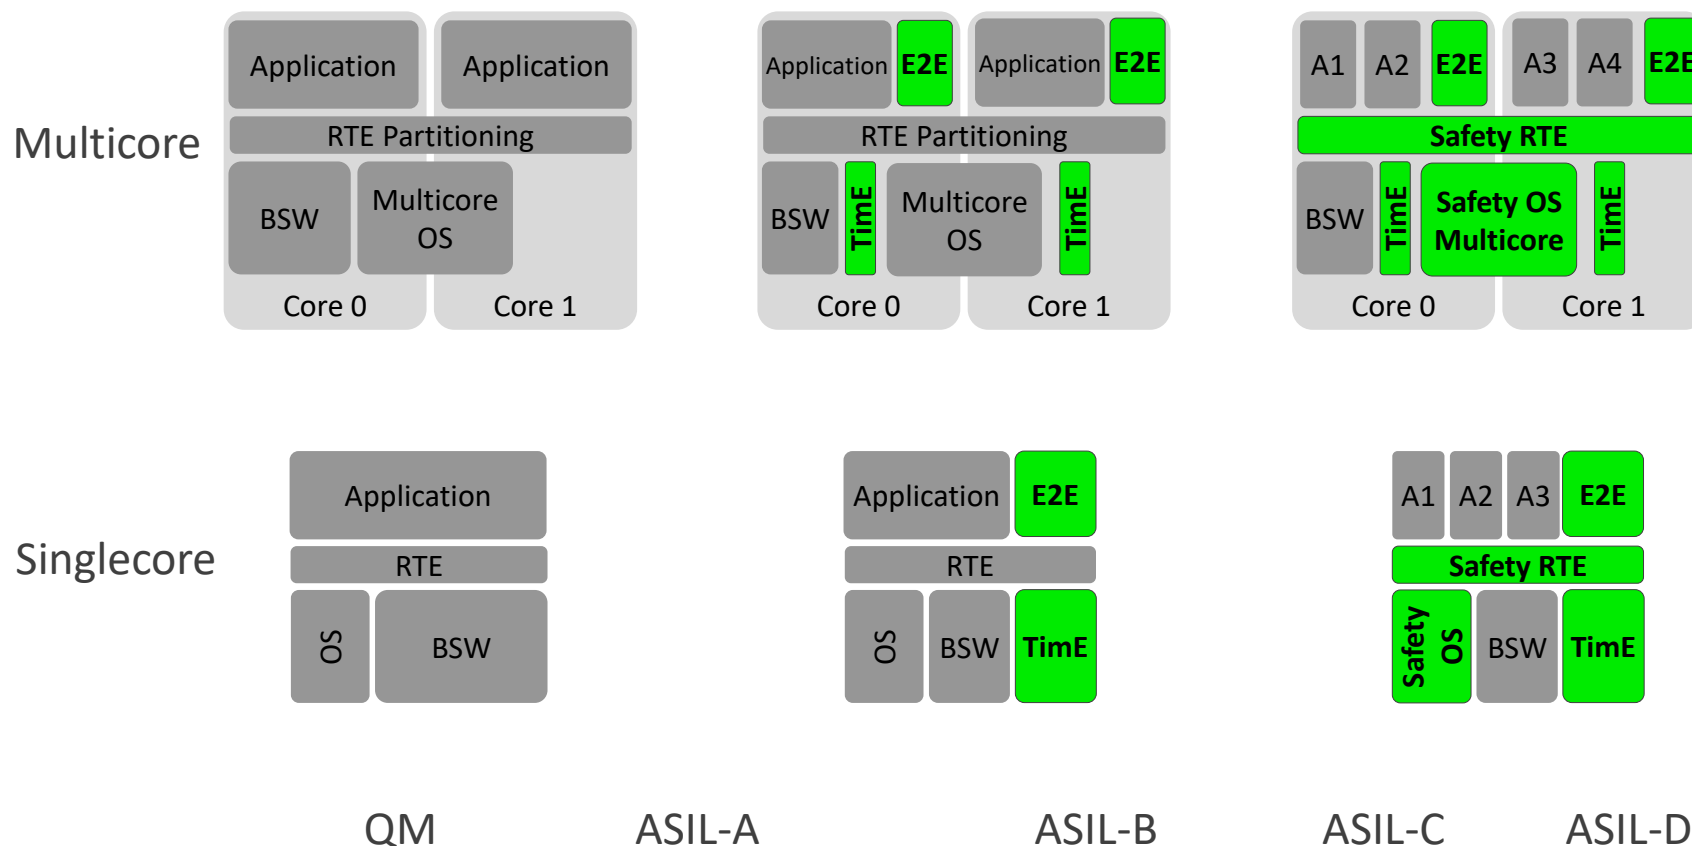 Application Application
RTE Partitioning
BSW Multicore OS
Core 0 Core 1
Application E2E Application E2E
RTE Partitioning
BSW TimE Multicore OS TimE
Core 0 Core 1
A1 A2 E2E A3 A4 E2E
Safety RTE
BSW TimE Safety OS Multicore TimE
Core 0 Core 1
Multicore
Application
RTE
OS BSW
Application E2E
RTE
OS BSW TimE
A1 A2 A3 E2E
Safety RTE
Safety OS BSW TimE
Singlecore
QM ASIL-A ASIL-B ASIL-C ASIL-D